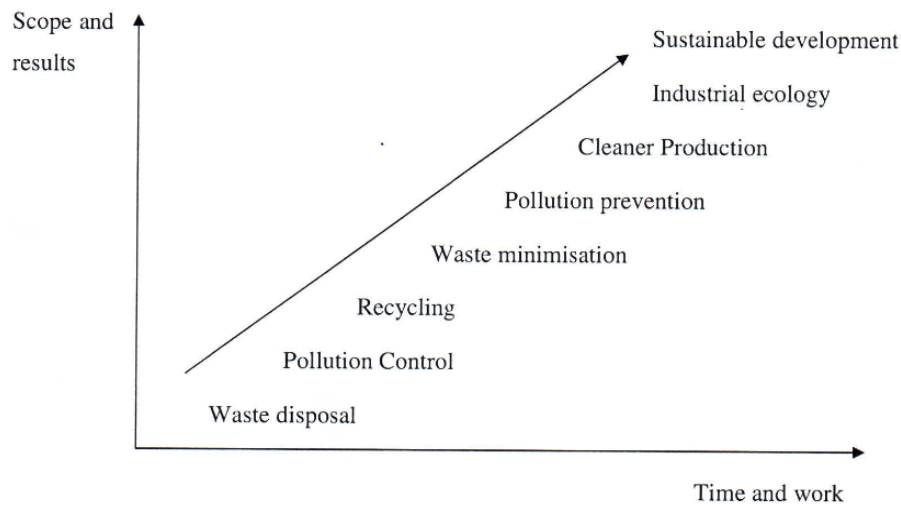 Scope and
results
Sustainable development
Industrial ecology
Cleaner Production
Pollution prevention
Waste minimisation
Recycling
Pollution Control
Waste disposal
Time and work